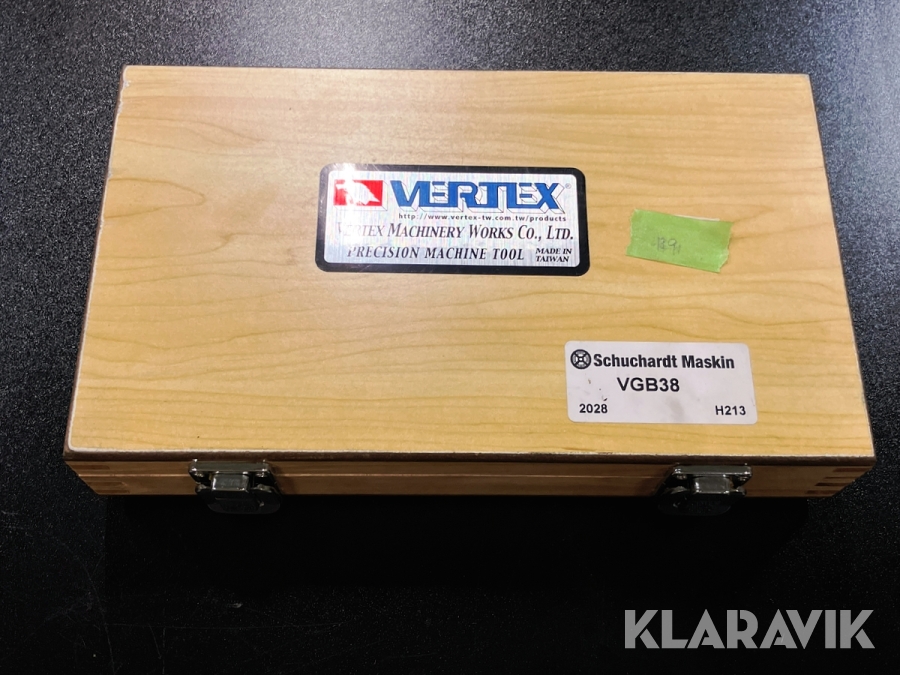 VERTEX®
http://www.vertex-tw.com.tw/products
VERTEX MACHINERY WORKS CO., LTD.
PRECISION MACHINE TOOL MADE IN
TAIWAN
Schuchardt Maskin
VGB38
2028 H213
KLARAVIK